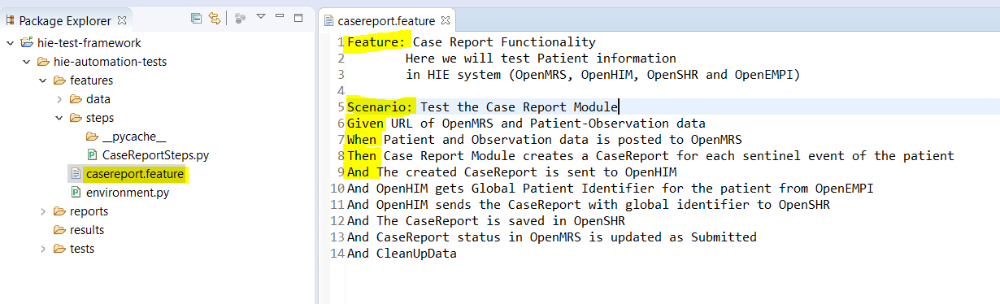 Package Explorer
hie-test-framework
hie-automation-tests
features
data
steps
__pycache__
CaseReportSteps.py
casereport.feature
environment.py
reports
results
tests
casereport.feature
1 Feature: Case Report Functionality
2 Here we will test Patient information
3 in HIE system (OpenMRS, OpenHIM, OpenSHR and OpenEMPI)
4
5 Scenario: Test the Case Report Module
6 Given URL of OpenMRS and Patient-Observation data
7 When Patient and Observation data is posted to OpenMRS
8 Then Case Report Module creates a CaseReport for each sentinel event of the patient
9 And The created CaseReport is sent to OpenHIM
10 And OpenHIM gets Global Patient Identifier for the patient from OpenEMPI
11 And OpenHIM sends the CaseReport with global identifier to OpenSHR
12 And The CaseReport is saved in OpenSHR
13 And CaseReport status in OpenMRS is updated as Submitted
14 And CleanUpData